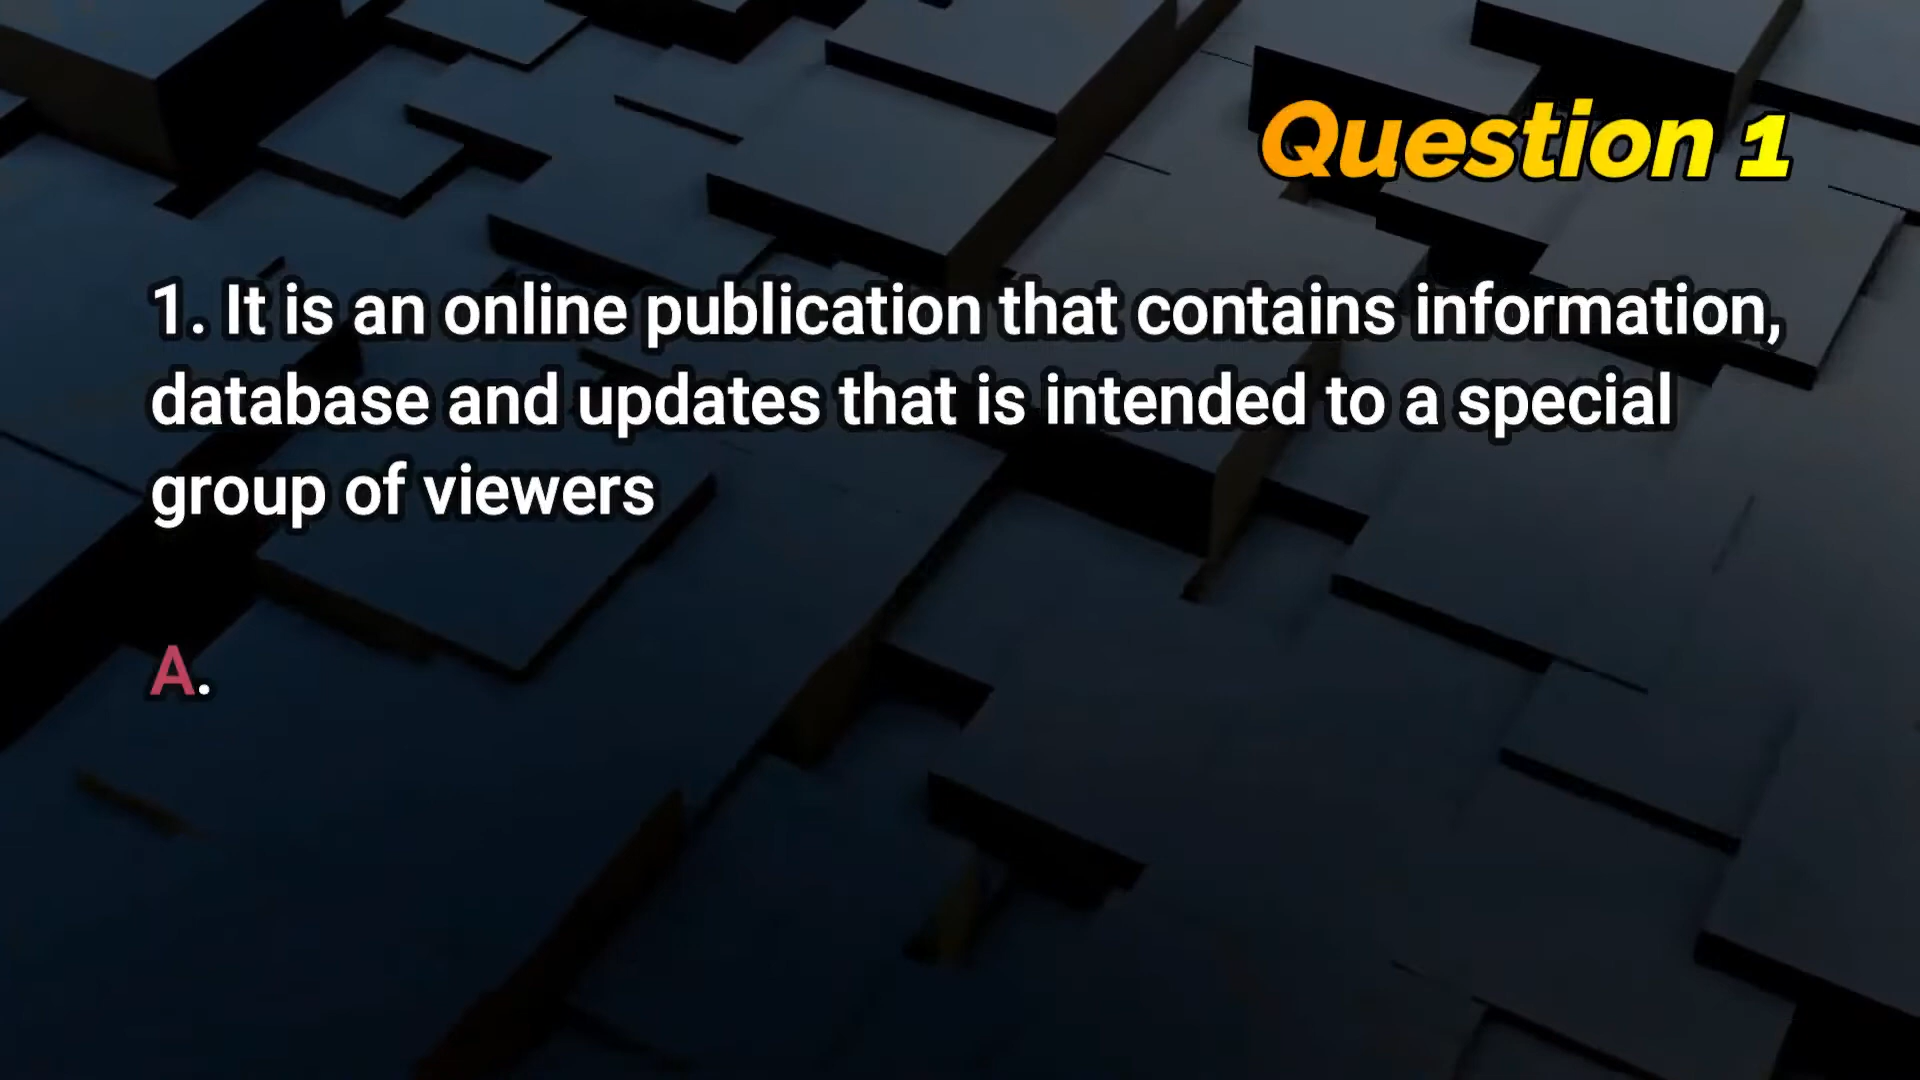 Question 1
1. It is an online publication that contains information,
database and updates that is intended to a special
group of viewers
A.